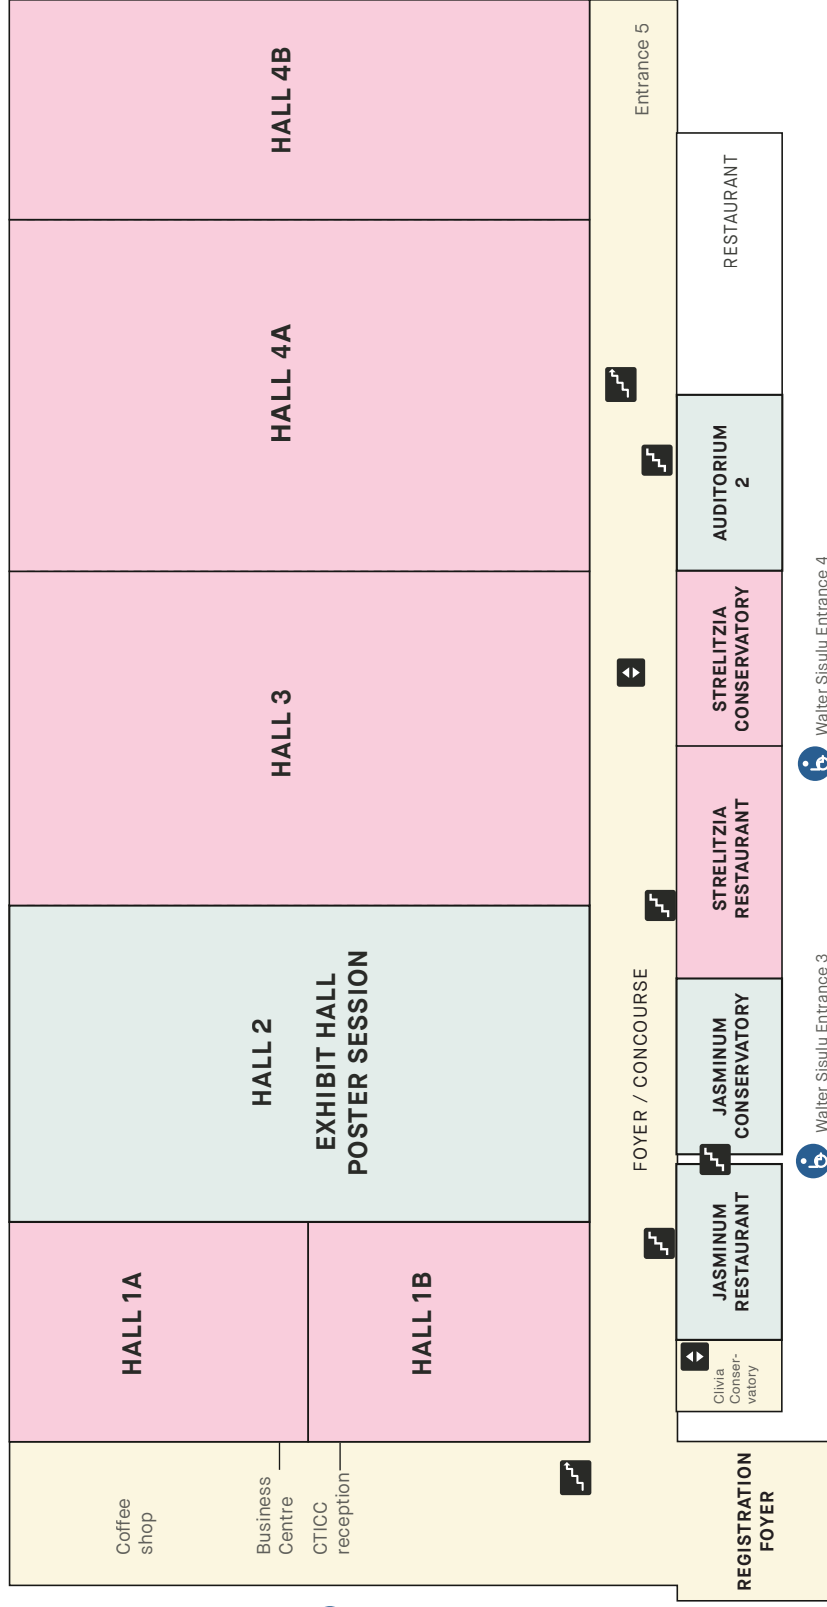 HALL 1A
HALL 1B
HALL 2
EXHIBIT HALL
POSTER SESSION
HALL 3
HALL 4A
HALL 4B
Coffee
shop
Business
Centre
CTICC
reception
FOYER / CONCOURSE
Entrance 5
REGISTRATION
FOYER
Clivia
Conser-
vatory
JASMINUM
RESTAURANT
JASMINUM
CONSERVATORY
STRELITZIA
RESTAURANT
STRELITZIA
CONSERVATORY
AUDITORIUM
2
RESTAURANT
Walter Sisulu Entrance 3
Walter Sisulu Entrance 4